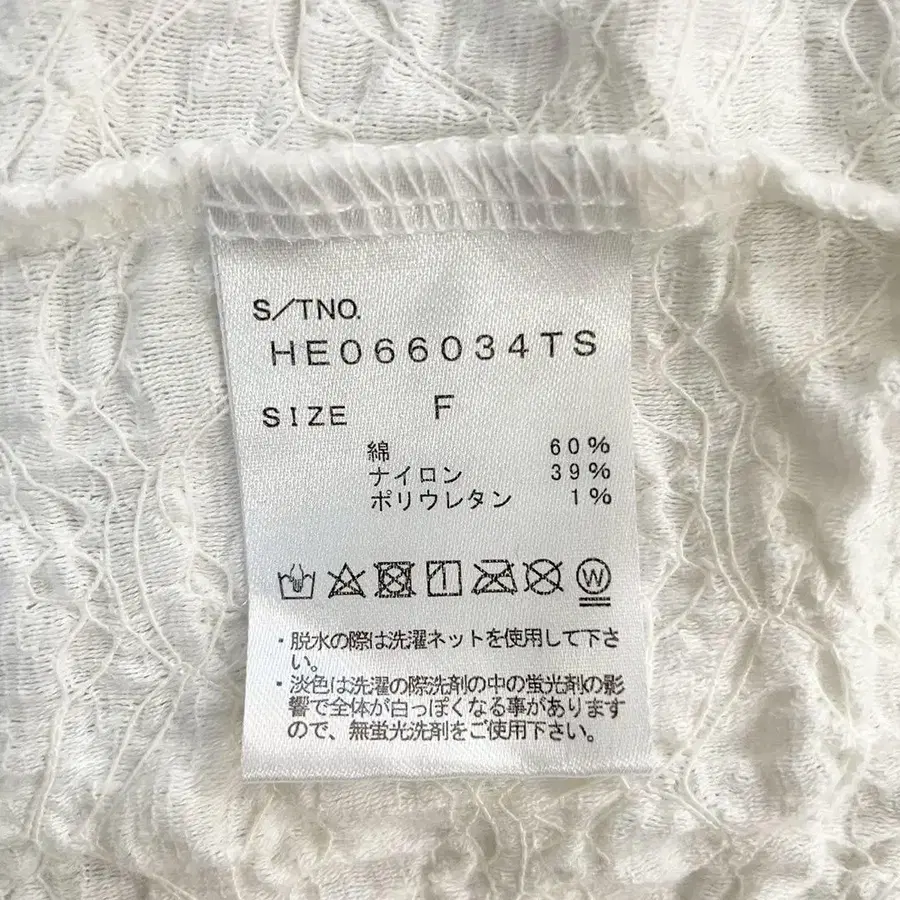 S/TNO.
HE066034TS
SIZE F
綿 60%
ナイロン 39%
ポリウレタン 1%
W
・脱水の際は洗濯ネットを使用して下さ
い。
・淡色は洗濯の際洗剤の中の蛍光剤の影
響で全体が白っぽくなる事があります
ので、無蛍光洗剤をご使用下さい。